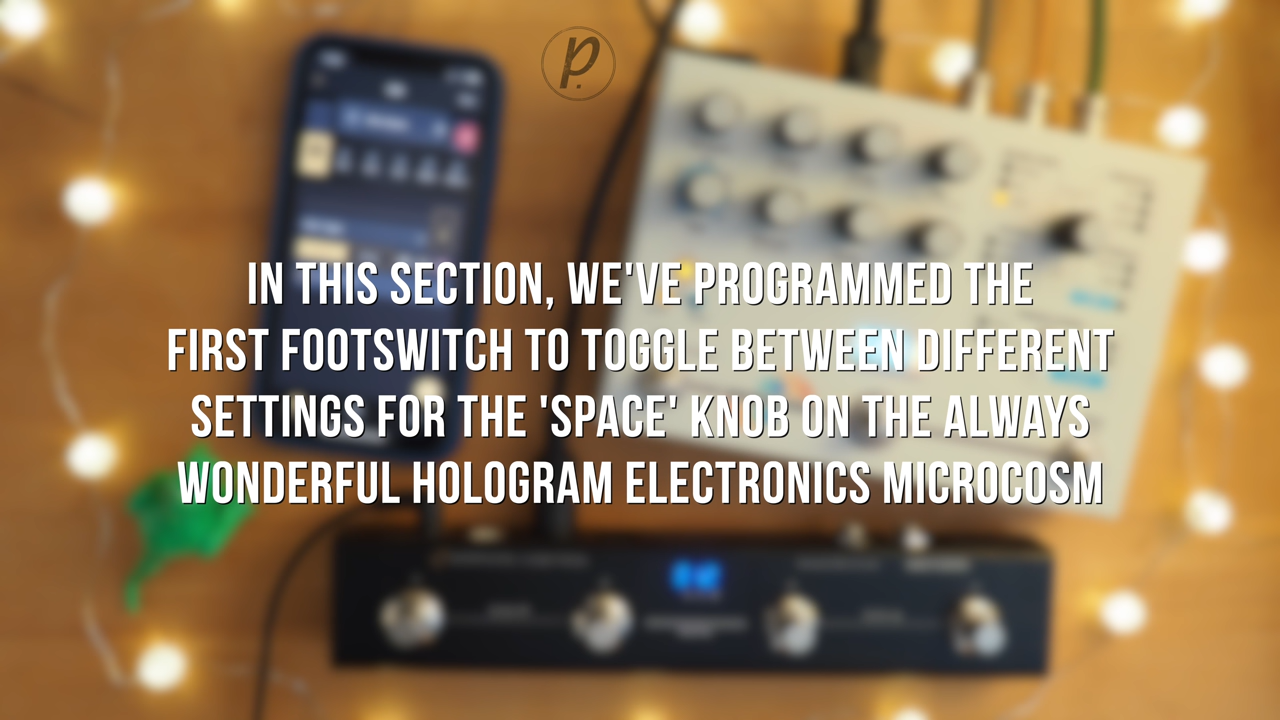 p.
IN THIS SECTION, WE'VE PROGRAMMED THE
FIRST FOOTSWITCH TO TOGGLE BETWEEN DIFFERENT
SETTINGS FOR THE 'SPACE' KNOB ON THE ALWAYS
WONDERFUL HOLOGRAM ELECTRONICS MICROCOSM